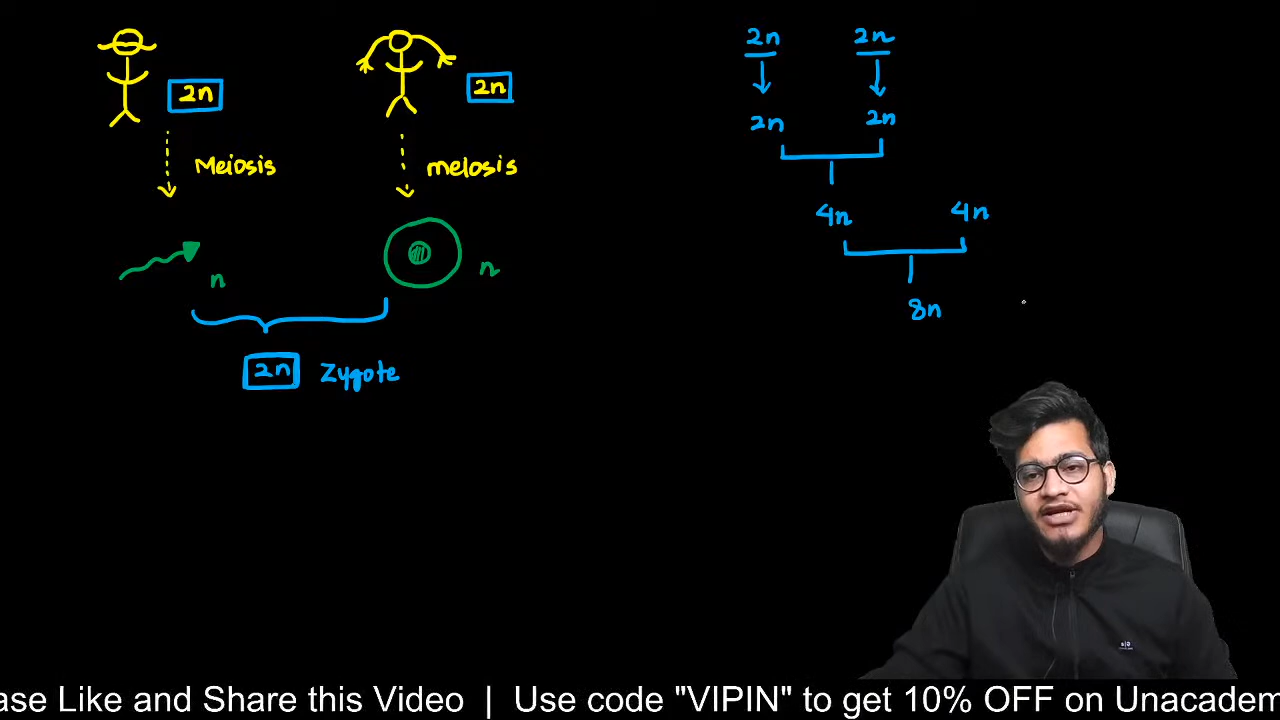 2n
2n
Meiosis
meiosis
n
n
2n Zygote
2n 2n
2n 2n
4n 4n
8n
ase Like and Share this Video | Use code "VIPIN" to get 10% OFF on Unacadem